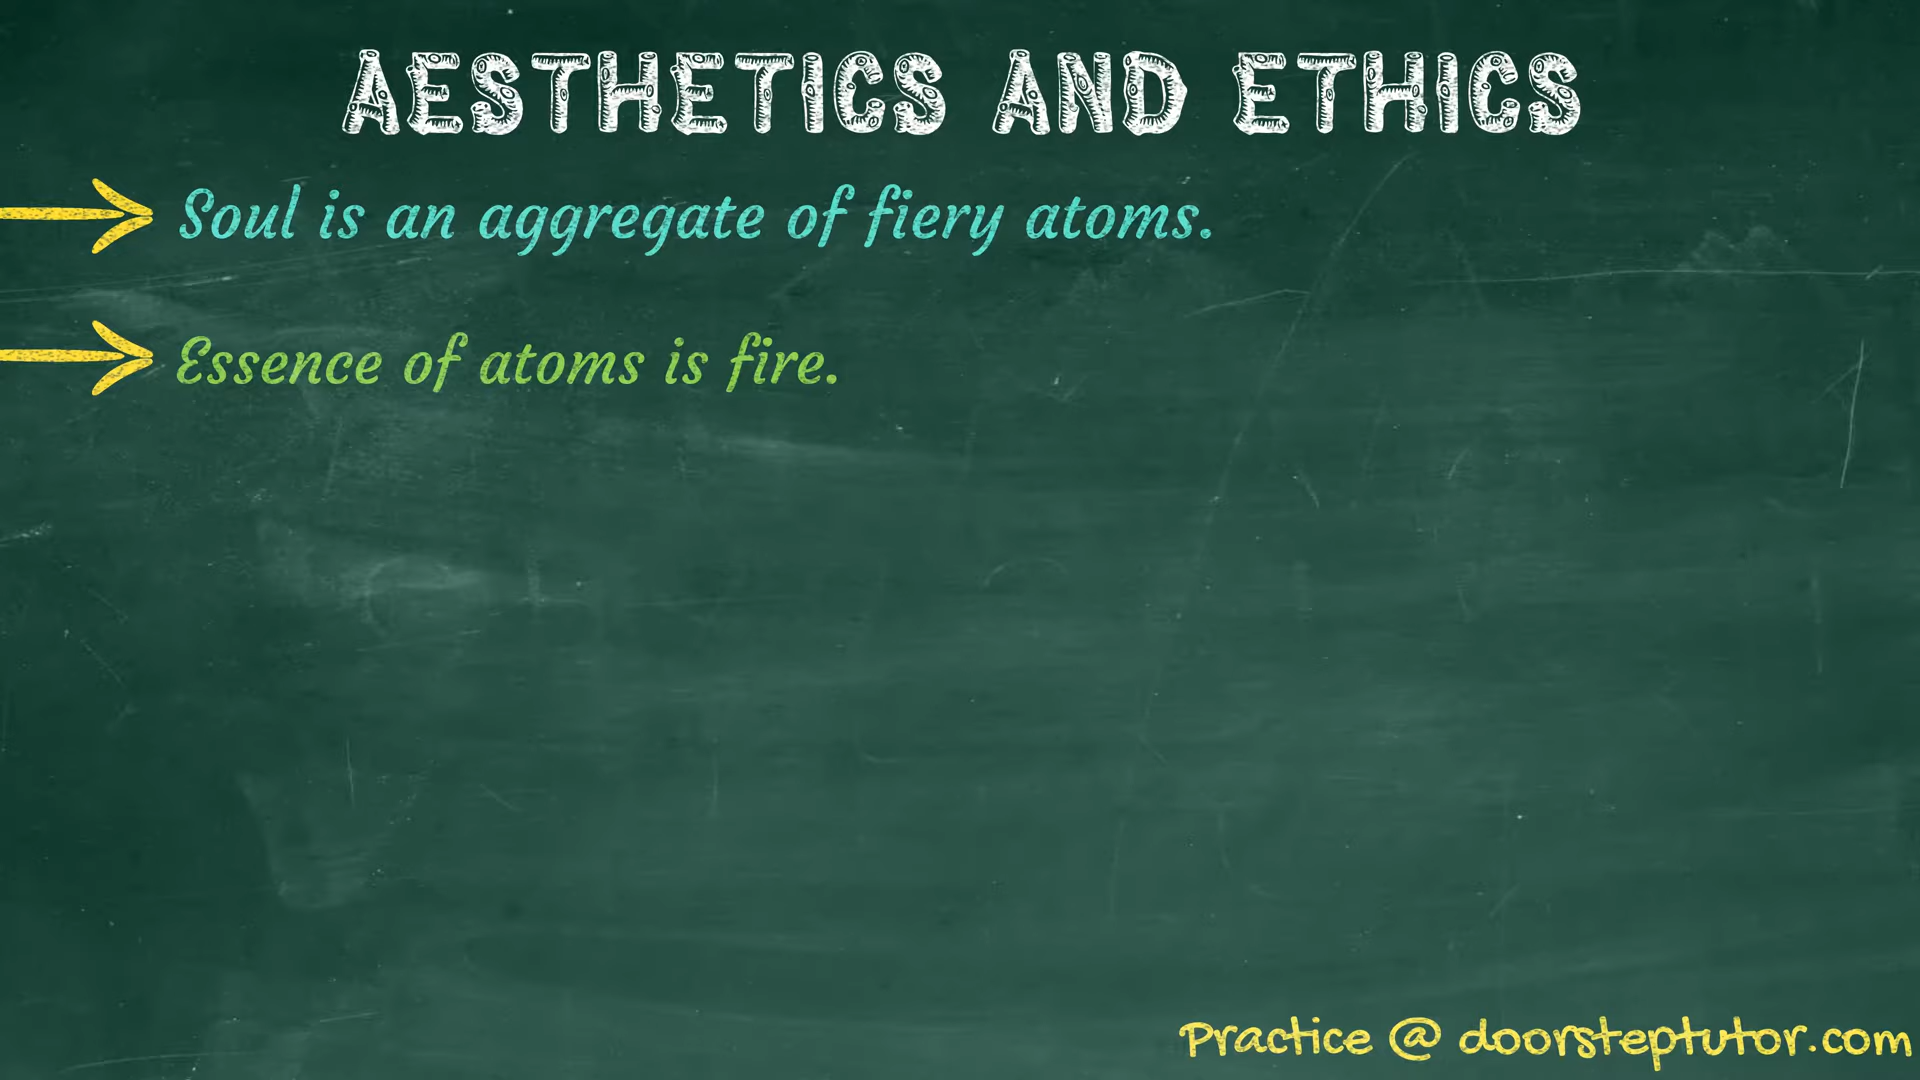 AESTHETICS AND ETHICS
Soul is an aggregate of fiery atoms.
Essence of atoms is fire.
Practice @ doorsteptutor.com